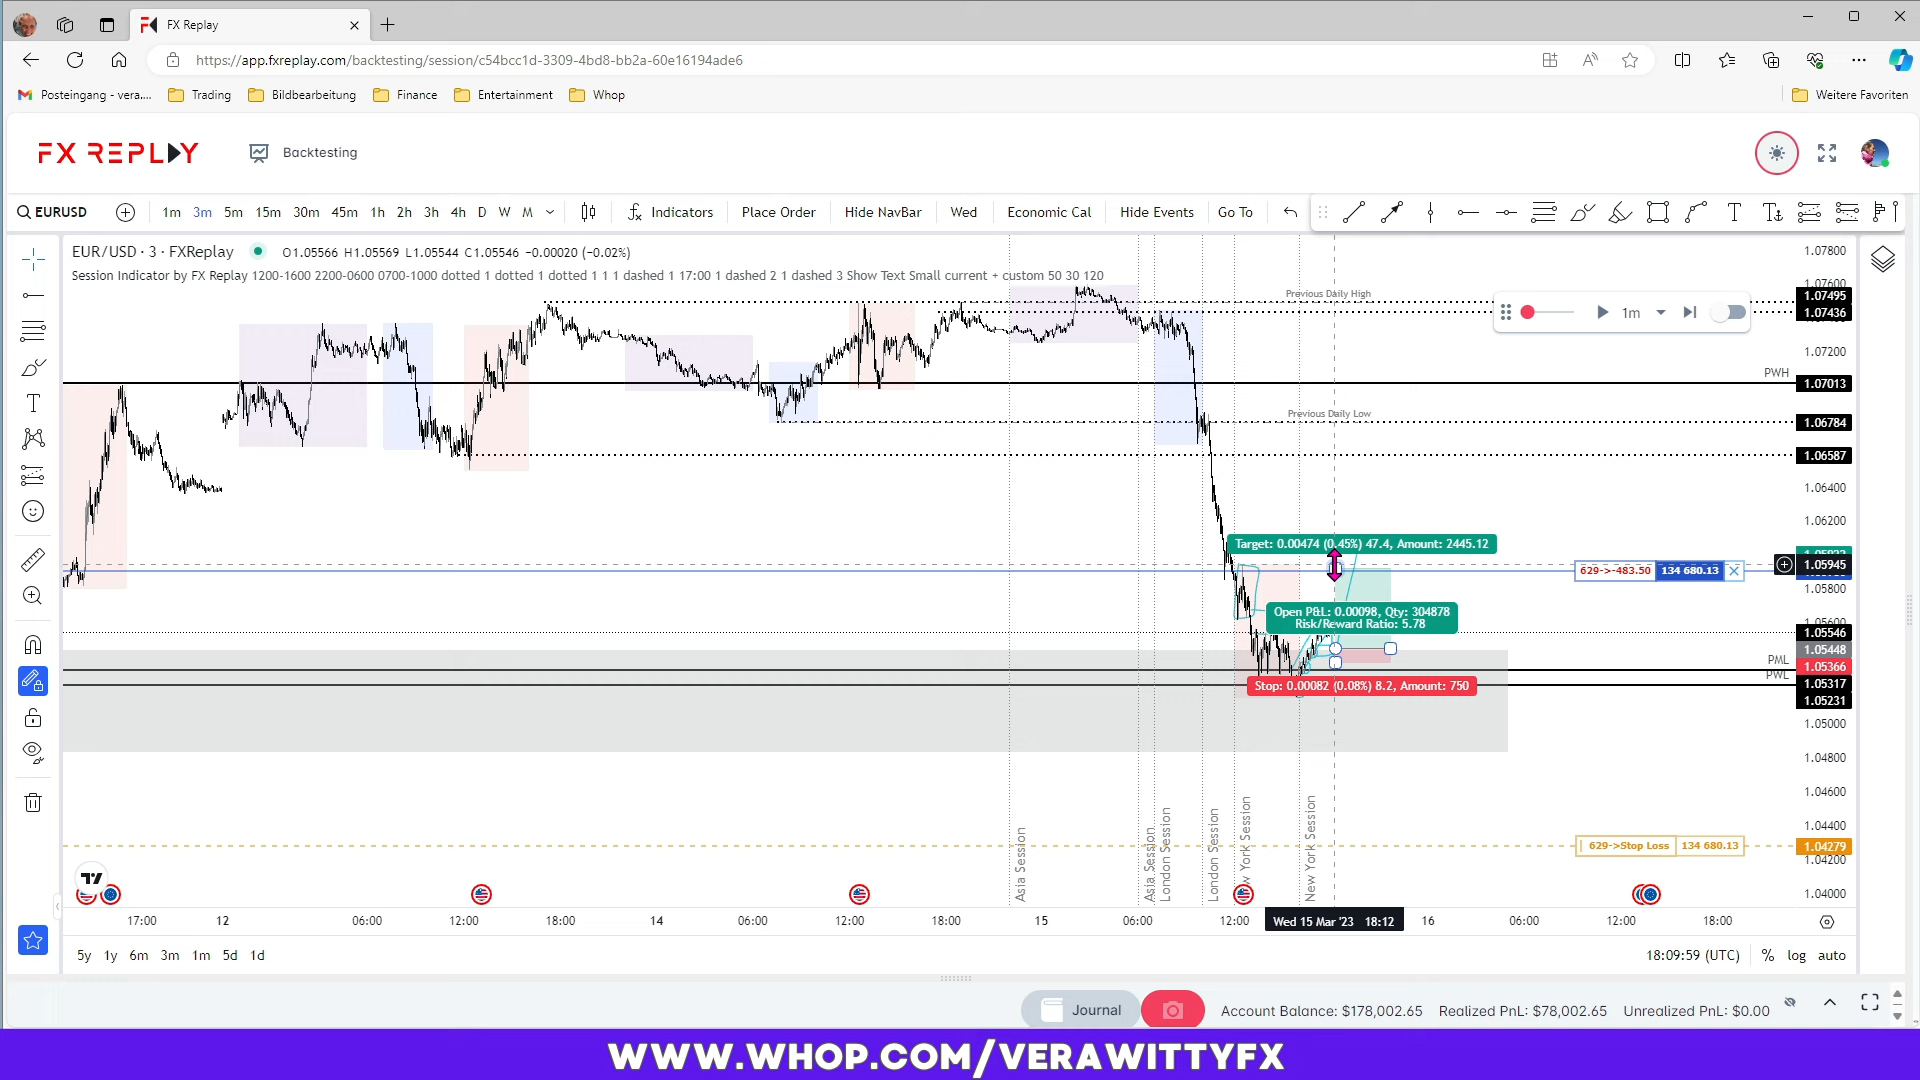 FX Replay
https://app.fxreplay.com/backtesting/session/c54bcc1d-3309-4bd8-bb2a-60e16194ade6
Posteingang - vera.... Trading Bildbearbeitung Finance Entertainment Whop Weitere Favoriten
FX REPLAY Backtesting
EURUSD 1m 3m 5m 15m 30m 45m 1h 2h 3h 4h D W M Indicators Place Order Hide NavBar Wed Economic Cal Hide Events Go To
EUR/USD · 3 · FXReplay O1.05566 H1.05569 L1.05544 C1.05546 −0.00020 (−0.02%)
Session Indicator by FX Replay 1200-1600 2200-0600 0700-1000 dotted 1 dotted 1 dotted 1 1 1 dashed 1 17:00 1 dashed 2 1 dashed 3 Show Text Small current + custom 50 30 120
1.07800
1.07600
Previous Daily High
1.07495
1m
1.07436
1.07200
PWH
1.07013
Previous Daily Low
1.06784
1.06587
1.06400
1.06200
Target: 0.00474 (0.45%) 47.4, Amount: 2445.12
1.05945
629->-483.50 134 680.13
1.05800
Open P&L: 0.00098, Qty: 304878
Risk/Reward Ratio: 5.78
1.05600
1.05546
1.05448
PML
1.05366
PWL
1.05317
Stop: 0.00082 (0.08%) 8.2, Amount: 750
1.05231
1.05000
1.04800
1.04600
1.04400
629->Stop Loss 134 680.13
1.04279
1.04200
1.04000
Asia Session
Asia Session
London Session
London Session
w York Session
New York Session
17:00 12 06:00 12:00 18:00 14 06:00 12:00 18:00 15 06:00 12:00 Wed 15 Mar '23 18:12 16 06:00 12:00 18:00
5y 1y 6m 3m 1m 5d 1d 18:09:59 (UTC) % log auto
Journal Account Balance: $178,002.65 Realized PnL: $78,002.65 Unrealized PnL: $0.00
WWW.WHOP.COM/VERAWITTYFX